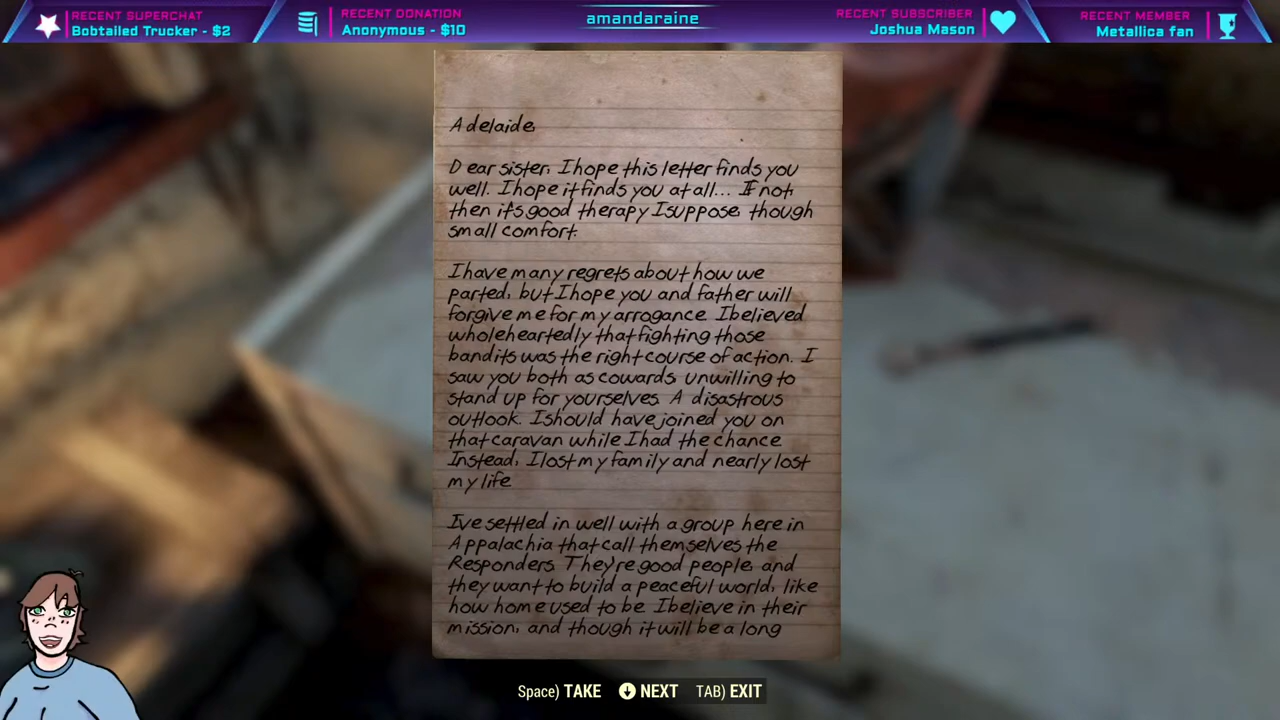 RECENT SUPERCHAT
Bobtailed Trucker - $2
RECENT DONATION
Anonymous - $10
amandaraine
RECENT SUBSCRIBER
Joshua Mason
RECENT MEMBER
Metallica fan
Adelaide,
Dear sister, I hope this letter finds you
well. I hope it finds you at all... If not,
then it's good therapy I suppose, though
small comfort.
I have many regrets about how we
parted, but I hope you and father will
forgive me for my arrogance. I believed
wholeheartedly that fighting those
bandits was the right course of action. I
saw you both as cowards, unwilling to
stand up for yourselves. A disastrous
outlook. I should have joined you on
that caravan while I had the chance.
Instead, I lost my family and nearly lost
my life.
I've settled in well with a group here in
Appalachia that call themselves the
Responders. They're good people, and
they want to build a peaceful world, like
how home used to be. I believe in their
mission, and though it will be a long
Space) TAKE
NEXT
TAB) EXIT